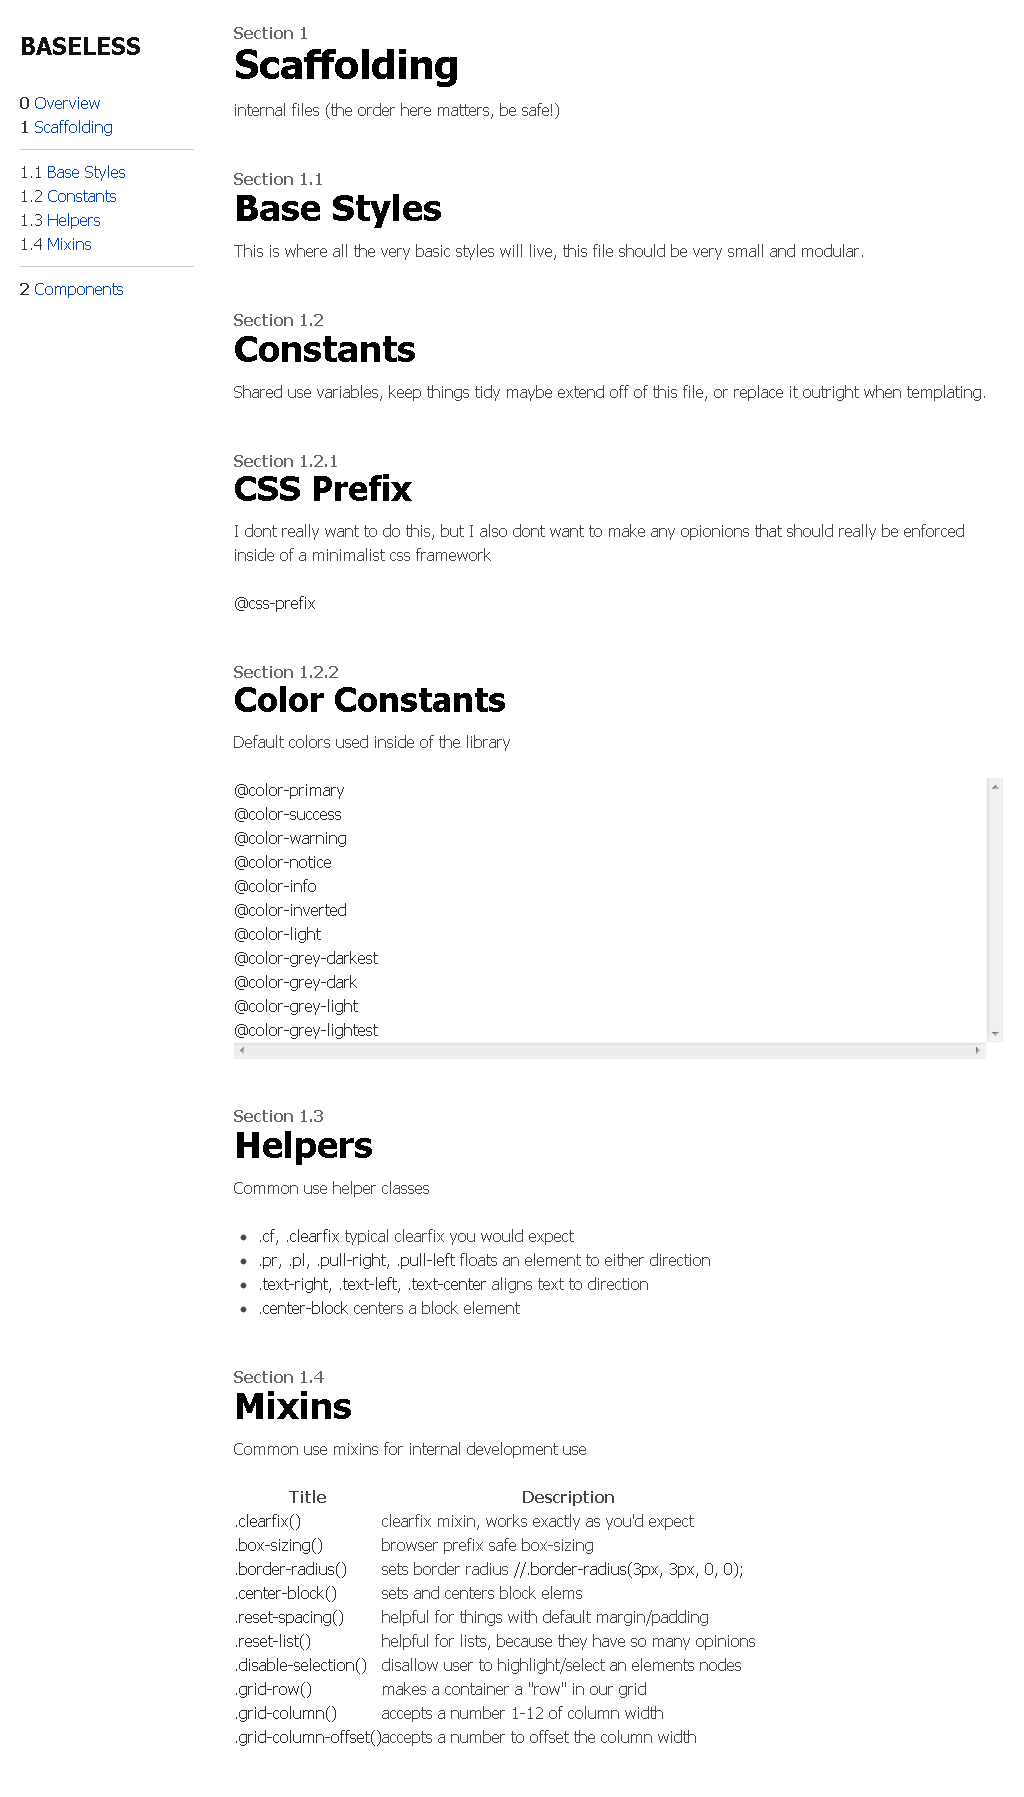 BASELESS
0 Overview
1 Scaffolding
1.1 Base Styles
1.2 Constants
1.3 Helpers
1.4 Mixins
2 Components
Section 1
Scaffolding
internal files (the order here matters, be safe!)
Section 1.1
Base Styles
This is where all the very basic styles will live, this file should be very small and modular.
Section 1.2
Constants
Shared use variables, keep things tidy maybe extend off of this file, or replace it outright when templating.
Section 1.2.1
CSS Prefix
I dont really want to do this, but I also dont want to make any opionions that should really be enforced
inside of a minimalist css framework
@css-prefix
Section 1.2.2
Color Constants
Default colors used inside of the library
@color-primary
@color-success
@color-warning
@color-notice
@color-info
@color-inverted
@color-light
@color-grey-darkest
@color-grey-dark
@color-grey-light
@color-grey-lightest
Section 1.3
Helpers
Common use helper classes
• .cf, .clearfix typical clearfix you would expect
• .pr, .pl, .pull-right, .pull-left floats an element to either direction
• .text-right, .text-left, .text-center aligns text to direction
• .center-block centers a block element
Section 1.4
Mixins
Common use mixins for internal development use
Title Description
.clearfix() clearfix mixin, works exactly as you'd expect
.box-sizing() browser prefix safe box-sizing
.border-radius() sets border radius //.border-radius(3px, 3px, 0, 0);
.center-block() sets and centers block elems
.reset-spacing() helpful for things with default margin/padding
.reset-list() helpful for lists, because they have so many opinions
.disable-selection() disallow user to highlight/select an elements nodes
.grid-row() makes a container a "row" in our grid
.grid-column() accepts a number 1-12 of column width
.grid-column-offset() accepts a number to offset the column width